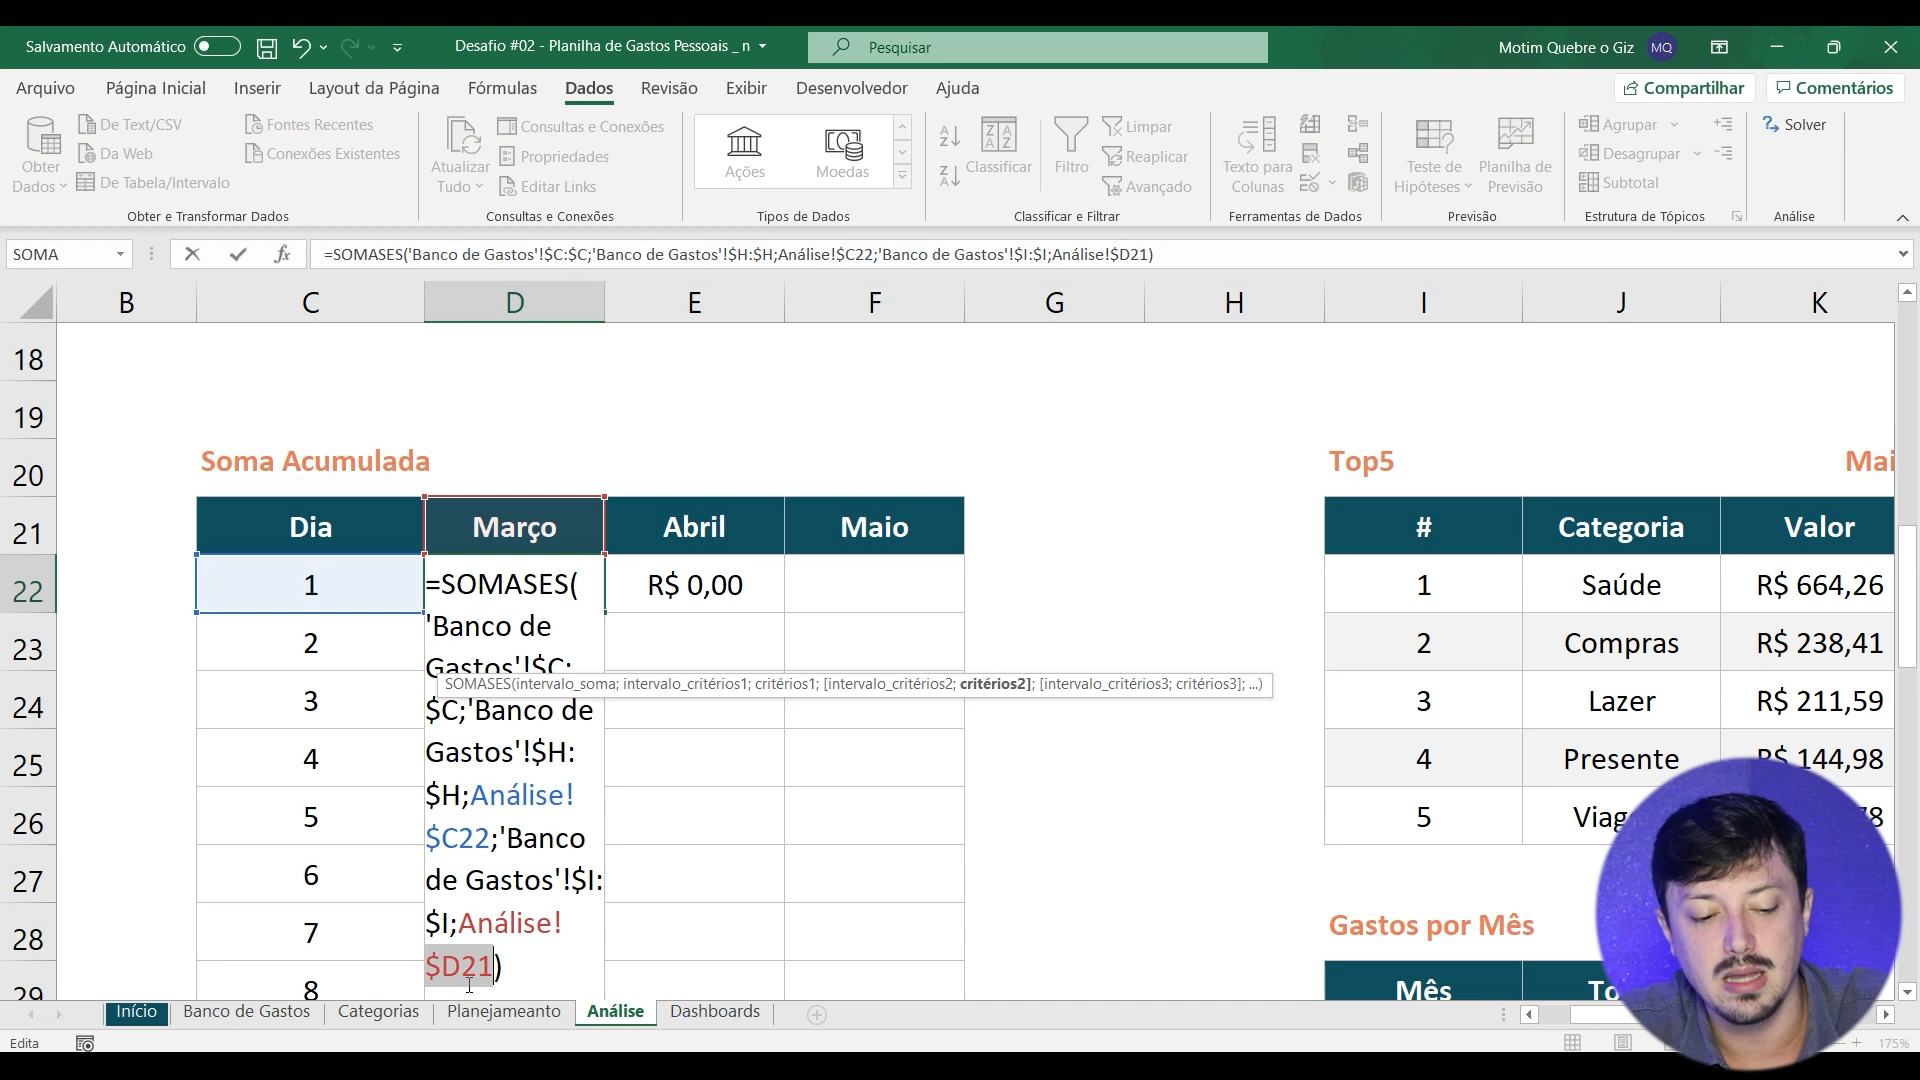 Salvamento Automático
Desafio #02 - Planilha de Gastos Pessoais _ n
Pesquisar
Motim Quebre o Giz
MQ
Arquivo Página Inicial Inserir Layout da Página Fórmulas Dados Revisão Exibir Desenvolvedor Ajuda
Compartilhar
Comentários
Obter Dados
De Text/CSV
Da Web
De Tabela/Intervalo
Fontes Recentes
Conexões Existentes
Obter e Transformar Dados
Atualizar Tudo
Consultas e Conexões
Propriedades
Editar Links
Consultas e Conexões
Ações
Moedas
Tipos de Dados
Classificar
Filtro
Limpar
Reaplicar
Avançado
Classificar e Filtrar
Texto para Colunas
Ferramentas de Dados
Teste de Hipóteses
Planilha de Previsão
Previsão
Agrupar
Desagrupar
Subtotal
Estrutura de Tópicos
Solver
Análise
SOMA
fx
=SOMASES('Banco de Gastos'!$C:$C;'Banco de Gastos'!$H:$H;Análise!$C22;'Banco de Gastos'!$I:$I;Análise!$D21)
B C D E F G H I J K
18
19
20 Soma Acumulada Top5 Mai
21 Dia Março Abril Maio # Categoria Valor
22 1 =SOMASES( R$ 0,00 1 Saúde R$ 664,26
'Banco de
23 2 2 Compras R$ 238,41
Gastos'!$C:
SOMASES(intervalo_soma; intervalo_critérios1; critérios1; [intervalo_critérios2; critérios2]; [intervalo_critérios3; critérios3]; ...)
24 3 $C;'Banco de 3 Lazer R$ 211,59
Gastos'!$H:
25 4 4 Presente R$ 144,98
$H;Análise!
26 5 $C22;'Banco 5
27 6 de Gastos'!$I:
28 7 $I;Análise! Gastos por Mês
$D21)
29 8 Mês
Início Banco de Gastos Categorias Planejameanto Análise Dashboards
Edita
175%